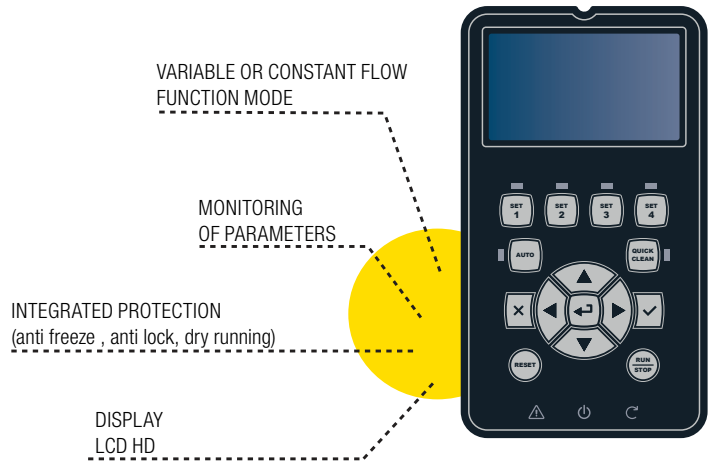 VARIABLE OR CONSTANT FLOW
FUNCTION MODE
MONITORING
OF PARAMETERS
INTEGRATED PROTECTION
(anti freeze , anti lock, dry running)
DISPLAY
LCD HD
SET
1
SET
2
SET
3
SET
4
AUTO
QUICK
CLEAN
RESET
RUN
STOP